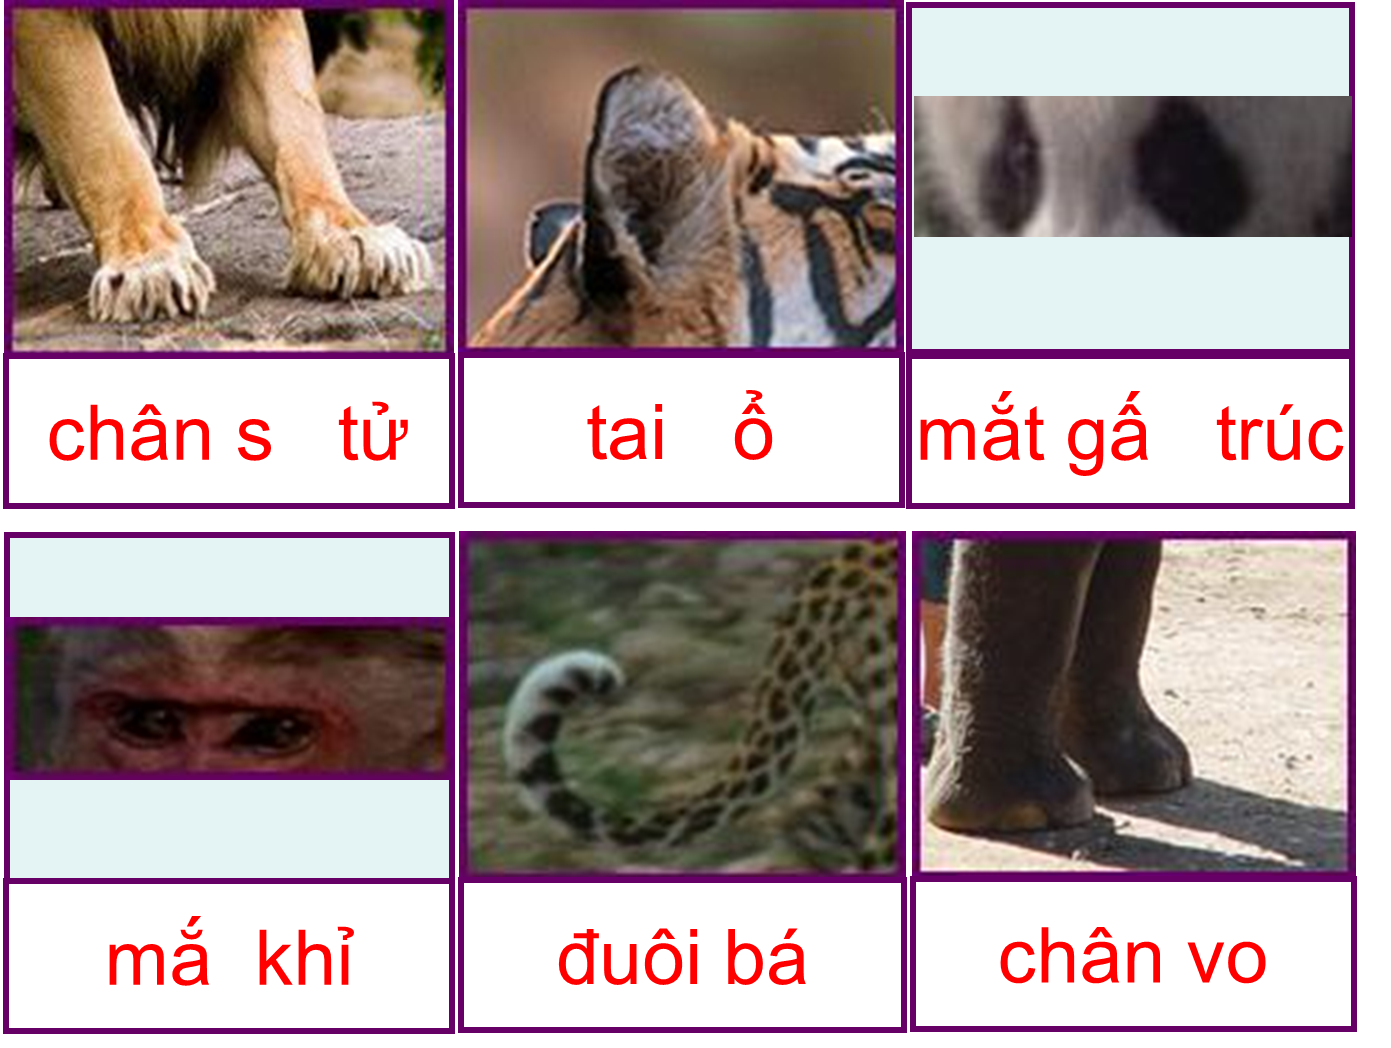 chân s tử
tai ổ
mắt gấ trúc
mắ khỉ
đuôi bá
chân vo